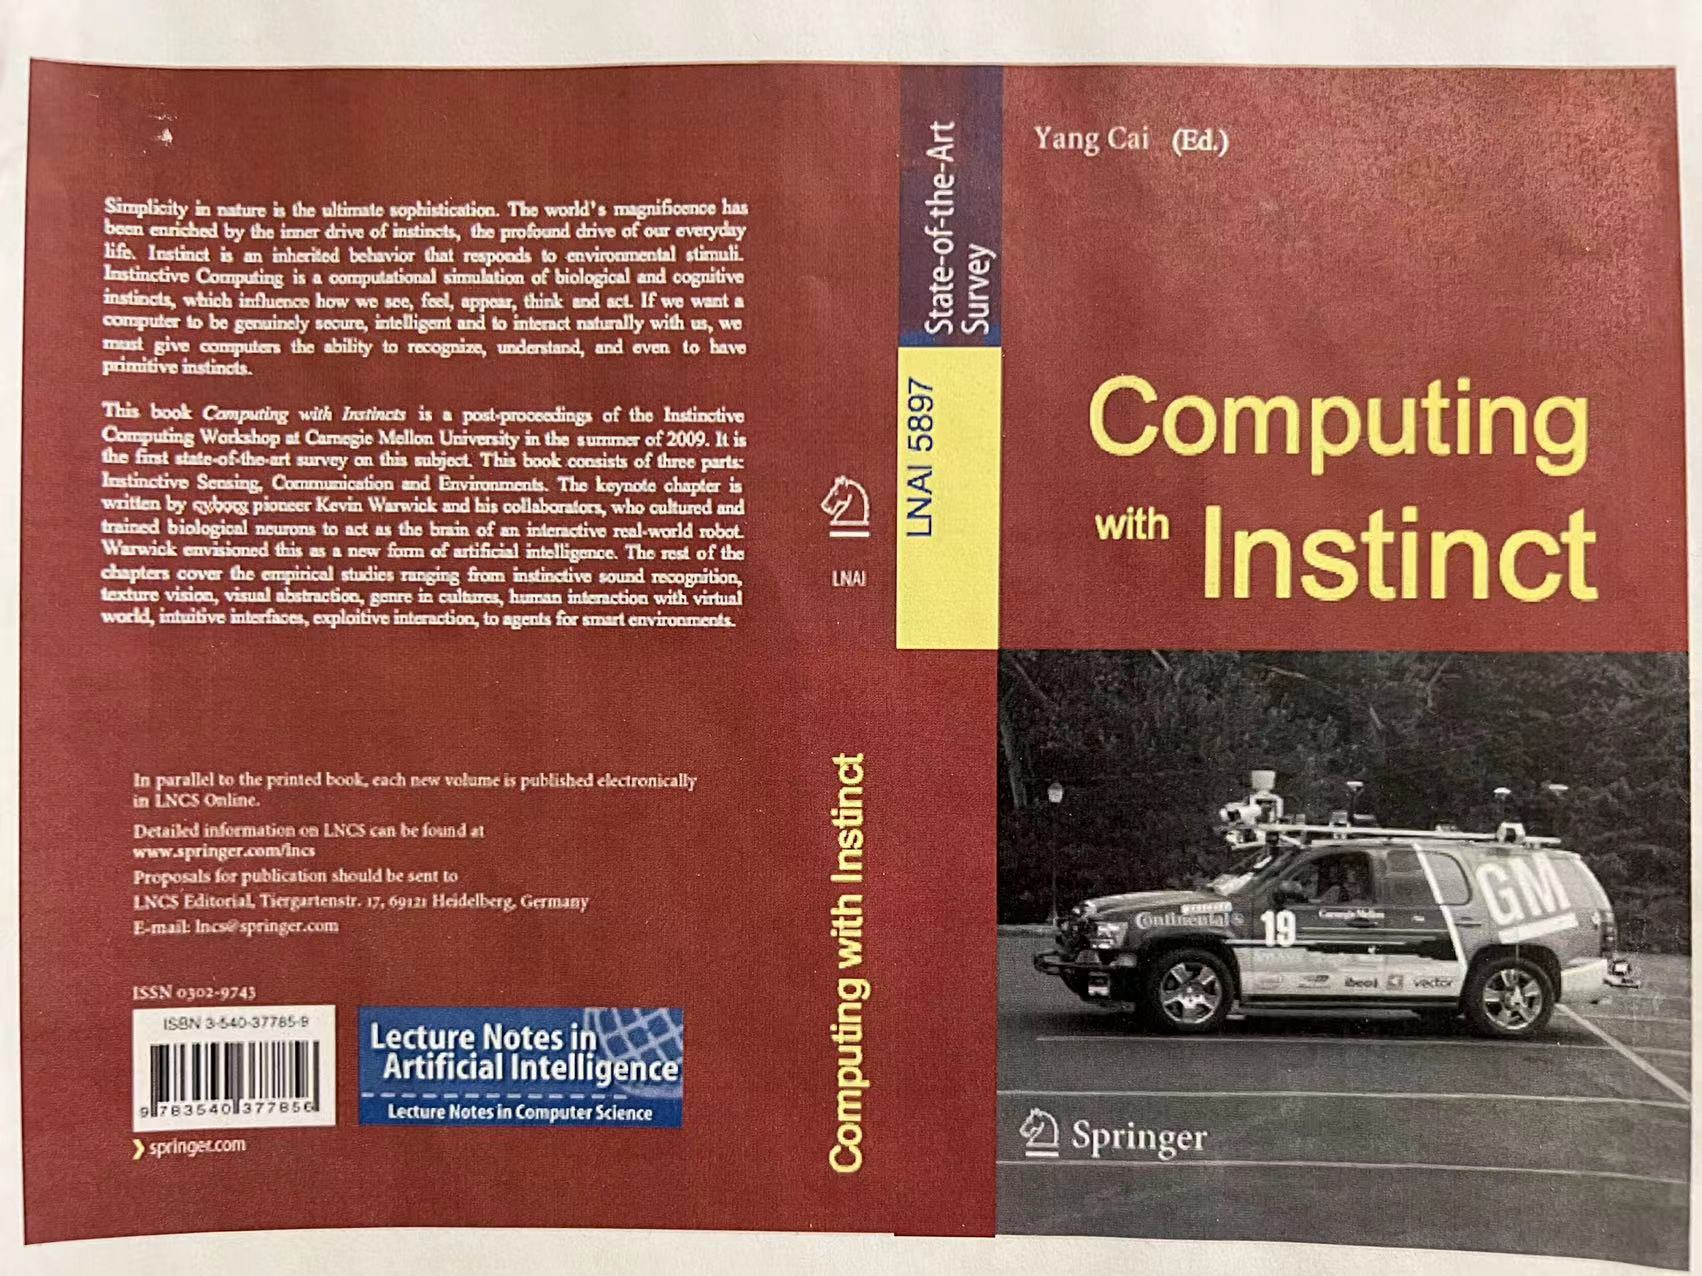 Simplicity in nature is the ultimate sophistication. The world's magnificence has
been enriched by the inner drive of instincts, the profound drive of our everyday
life. Instinct is an inherited behavior that responds to environmental stimuli.
Instinctive Computing is a computational simulation of biological and cognitive
instincts, which influence how we see, feel, appear, think and act. If we want a
computer to be genuinely secure, intelligent and to interact naturally with us, we
must give computers the ability to recognize, understand, and even to have
primitive instincts.
This book Computing with Instincts is a post-proceedings of the Instinctive
Computing Workshop at Carnegie Mellon University in the summer of 2009. It is
the first state-of-the-art survey on this subject. This book consists of three parts:
Instinctive Sensing, Communication and Environments. The keynote chapter is
written by cyborg pioneer Kevin Warwick and his collaborators, who cultured and
trained biological neurons to act as the brain of an interactive real-world robot.
Warwick envisioned this as a new form of artificial intelligence. The rest of the
chapters cover the empirical studies ranging from instinctive sound recognition,
texture vision, visual abstraction, genre in cultures, human interaction with virtual
world, intuitive interfaces, exploitive interaction, to agents for smart environments.
In parallel to the printed book, each new volume is published electronically
in LNCS Online.
Detailed information on LNCS can be found at
www.springer.com/lncs
Proposals for publication should be sent to
LNCS Editorial, Tiergartenstr. 17, 69121 Heidelberg, Germany
E-mail: lncs@springer.com
ISSN 0302-9743
ISBN 3-540-37785-9
9 783540 377856
springer.com
Lecture Notes in
Artificial Intelligence
Lecture Notes in Computer Science
LNAI
Computing with Instinct
State-of-the-Art
Survey
LNAI 5897
Yang Cai (Ed.)
Computing
with Instinct
GM
Continental
19
Carnegie Mellon
ibeo
vector
Springer